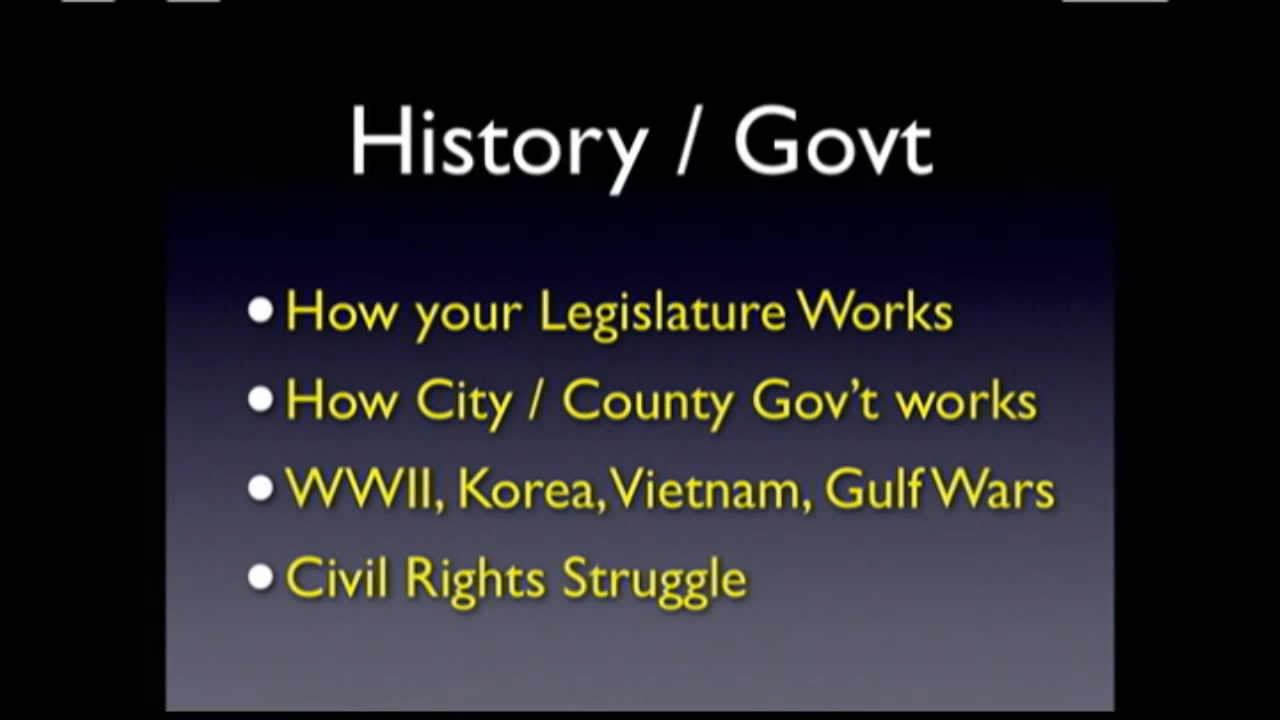 History / Govt
• How your Legislature Works
• How City / County Gov't works
• WWII, Korea, Vietnam, Gulf Wars
• Civil Rights Struggle